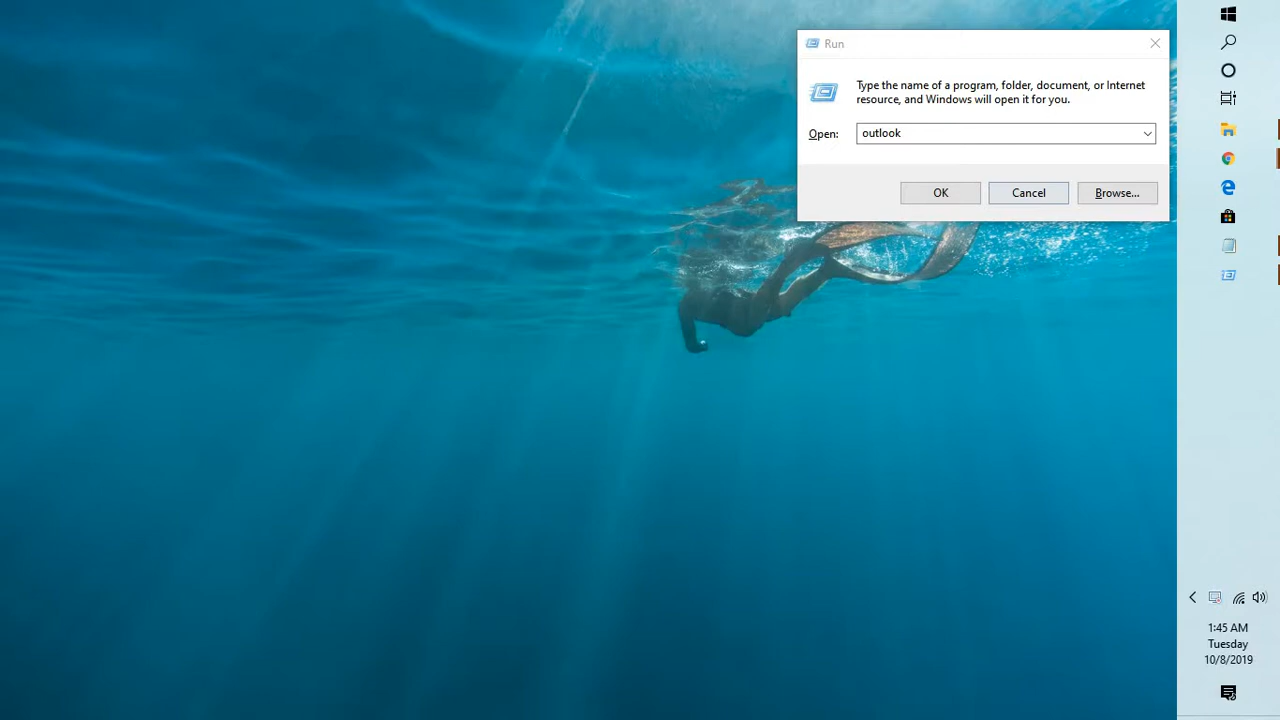 Run
Type the name of a program, folder, document, or Internet
resource, and Windows will open it for you.
Open:
outlook
OK
Cancel
Browse...
1:45 AM
Tuesday
10/8/2019